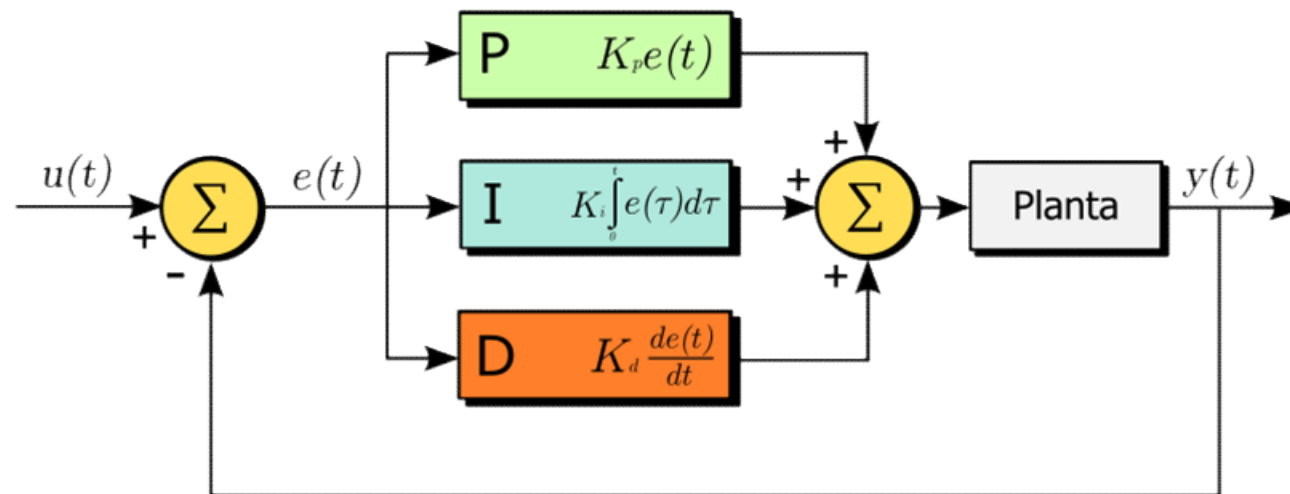 P K_p e(t)
u(t)
+
-
Σ
e(t)
I K_i ∫_0^t e(τ)dτ
D K_d de(t)/dt
+
+
+
Σ
Planta
y(t)